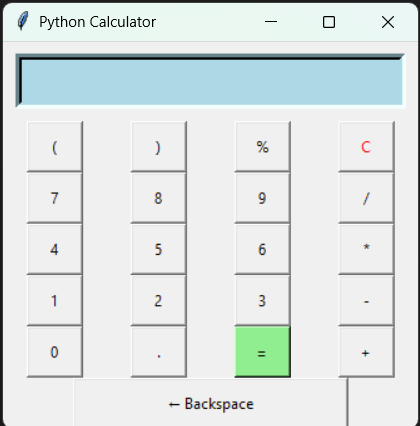 Python Calculator
( ) % C
7 8 9 /
4 5 6 *
1 2 3 -
0 . = +
← Backspace